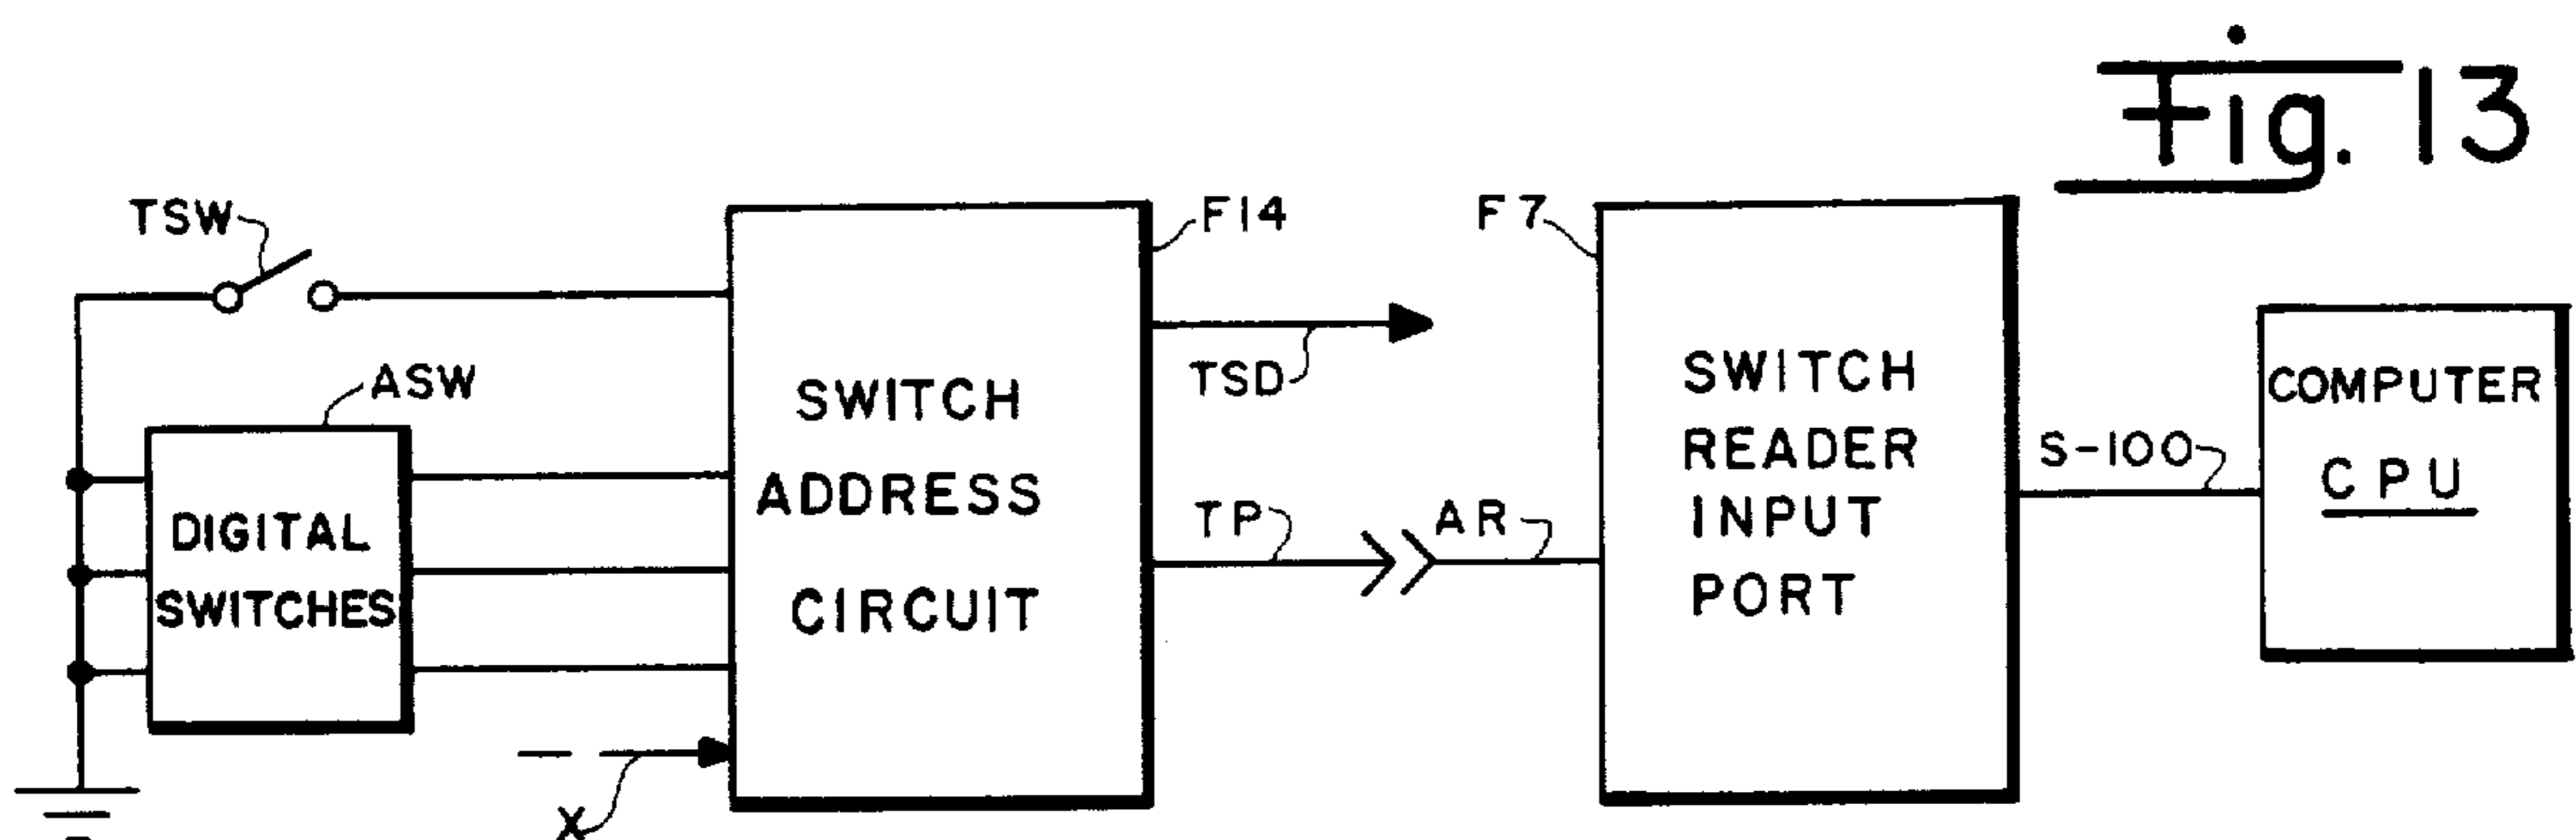 Fig. 13
TSW
F14
F7
ASW
TSD
SWITCH
ADDRESS
CIRCUIT
SWITCH
READER
INPUT
PORT
COMPUTER
CPU
S-100
DIGITAL
SWITCHES
TP
AR
X